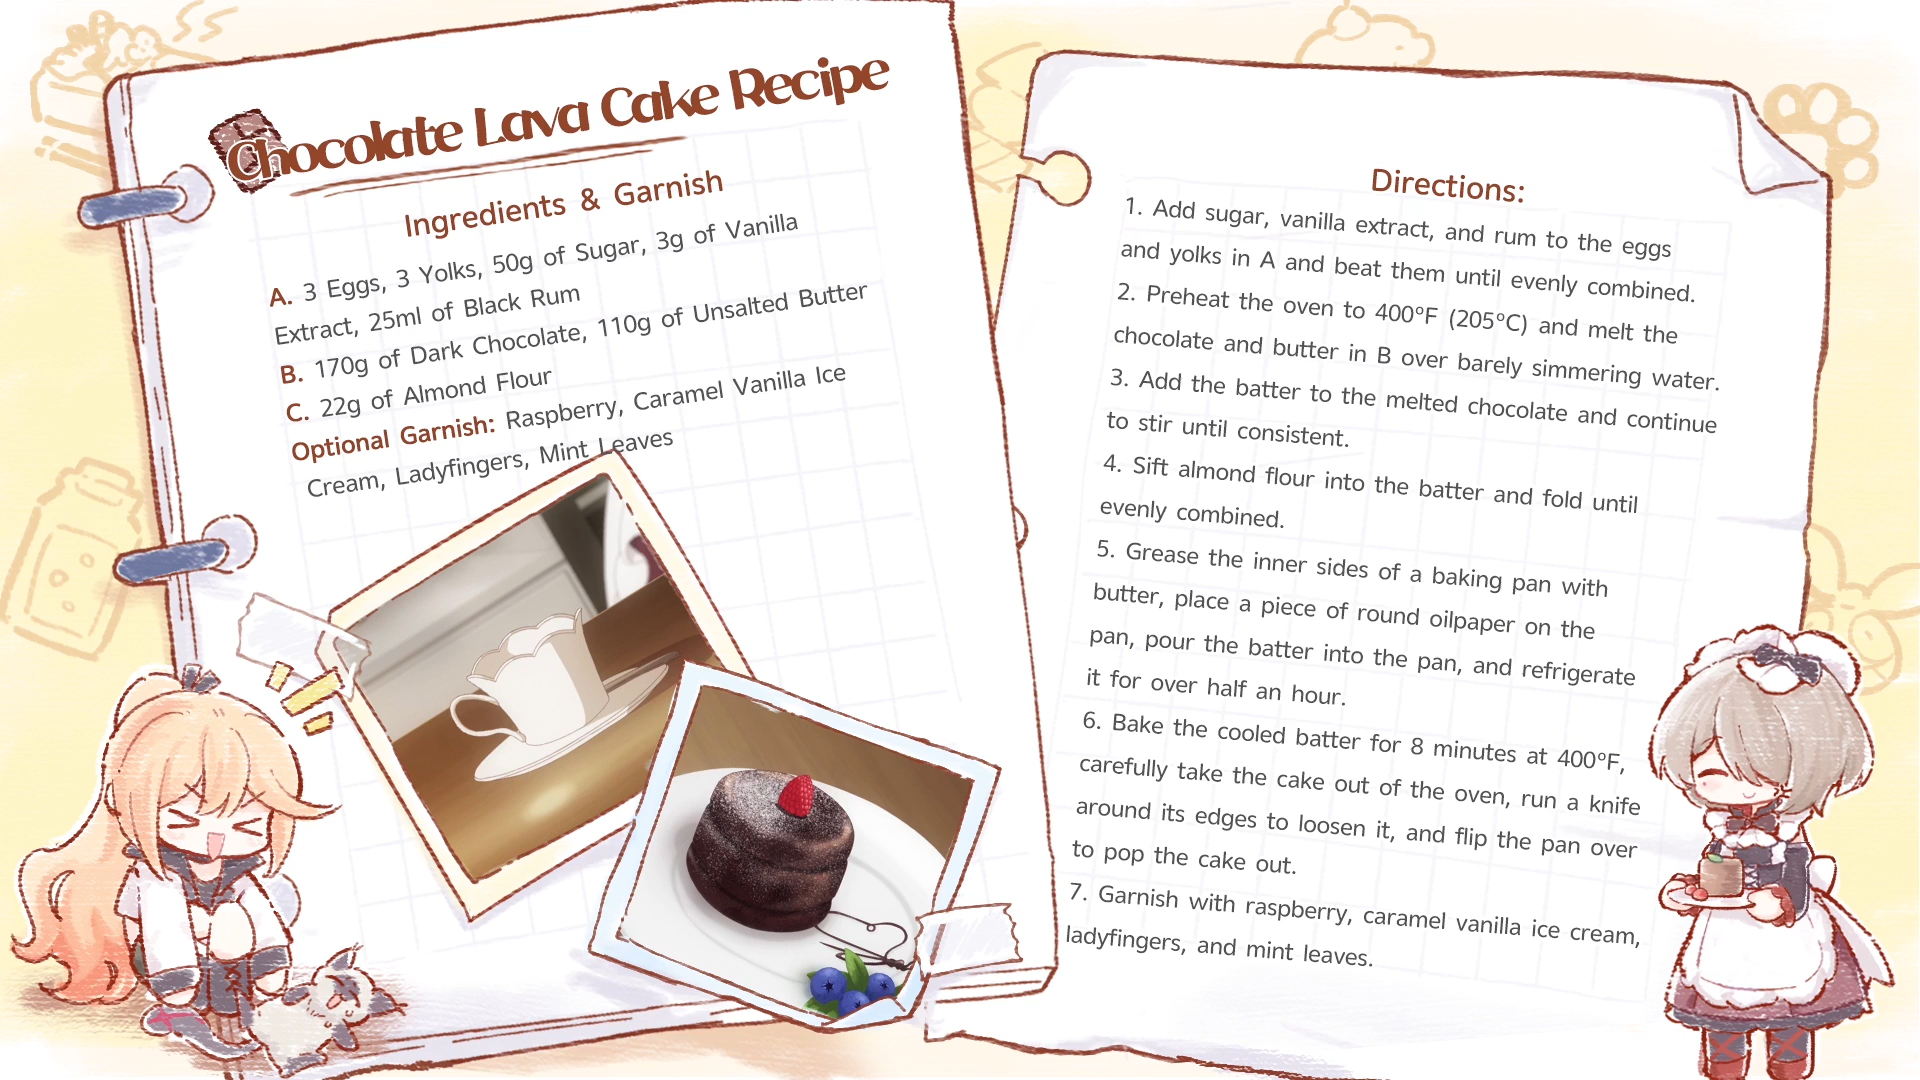 Chocolate Lava Cake Recipe
Ingredients & Garnish
A. 3 Eggs, 3 Yolks, 50g of Sugar, 3g of Vanilla
Extract, 25ml of Black Rum
B. 170g of Dark Chocolate, 110g of Unsalted Butter
C. 22g of Almond Flour
Optional Garnish: Raspberry, Caramel Vanilla Ice
Cream, Ladyfingers, Mint Leaves
Directions:
1. Add sugar, vanilla extract, and rum to the eggs
and yolks in A and beat them until evenly combined.
2. Preheat the oven to 400°F (205°C) and melt the
chocolate and butter in B over barely simmering water.
3. Add the batter to the melted chocolate and continue
to stir until consistent.
4. Sift almond flour into the batter and fold until
evenly combined.
5. Grease the inner sides of a baking pan with
butter, place a piece of round oilpaper on the
pan, pour the batter into the pan, and refrigerate
it for over half an hour.
6. Bake the cooled batter for 8 minutes at 400°F,
carefully take the cake out of the oven, run a knife
around its edges to loosen it, and flip the pan over
to pop the cake out.
7. Garnish with raspberry, caramel vanilla ice cream,
ladyfingers, and mint leaves.